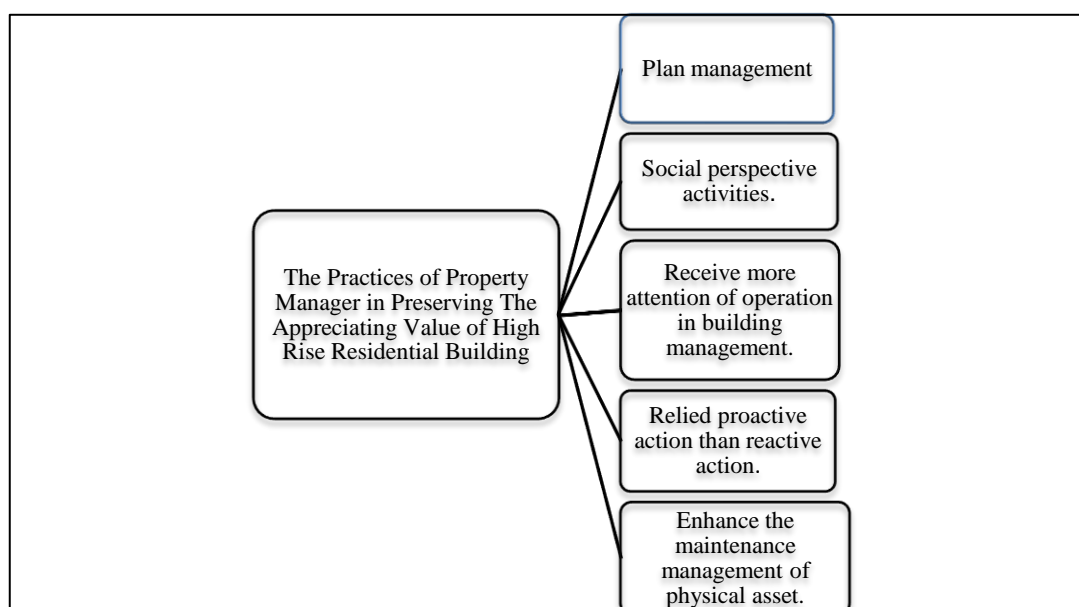 The Practices of Property
Manager in Preserving The
Appreciating Value of High
Rise Residential Building
Plan management
Social perspective
activities.
Receive more
attention of operation
in building
management.
Relied proactive
action than reactive
action.
Enhance the
maintenance
management of
physical asset.